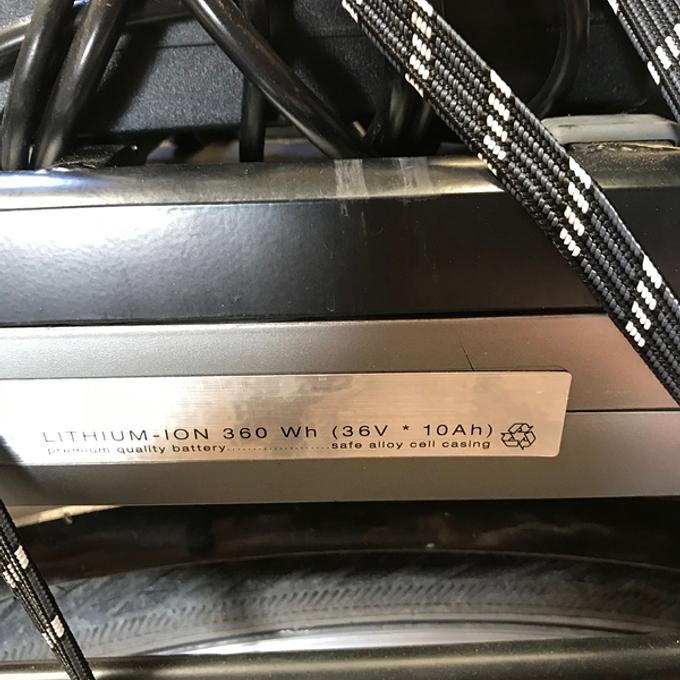 LITHIUM-ION 360 Wh (36V * 10Ah)
premium quality battery......................safe alloy cell casing